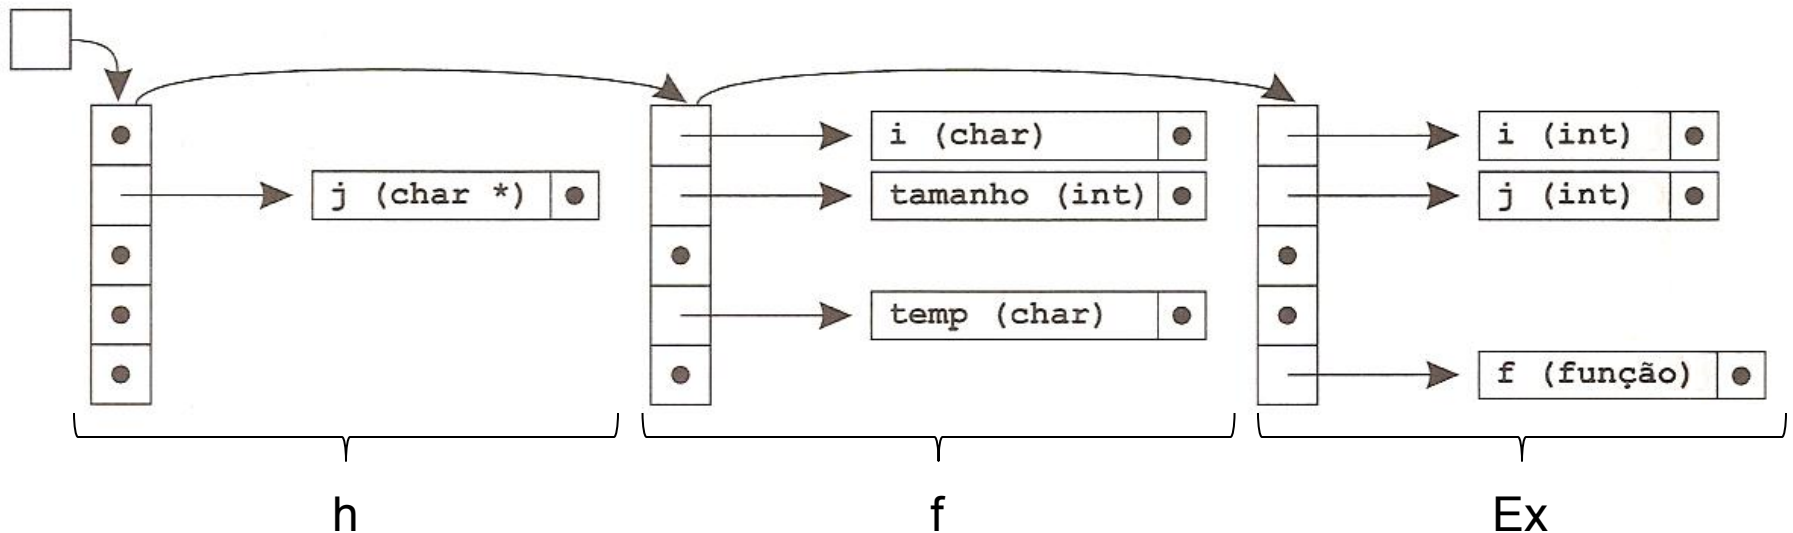 i (char)
i (int)
j (char *)
tamanho (int)
j (int)
temp (char)
f (função)
h
f
Ex